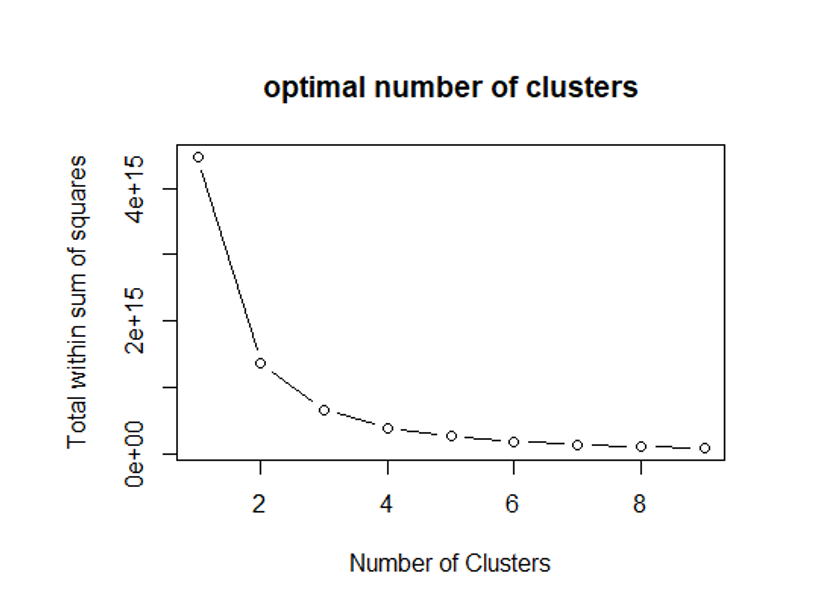 optimal number of clusters
Total within sum of squares
4e+15
2e+15
0e+00
2 4 6 8
Number of Clusters